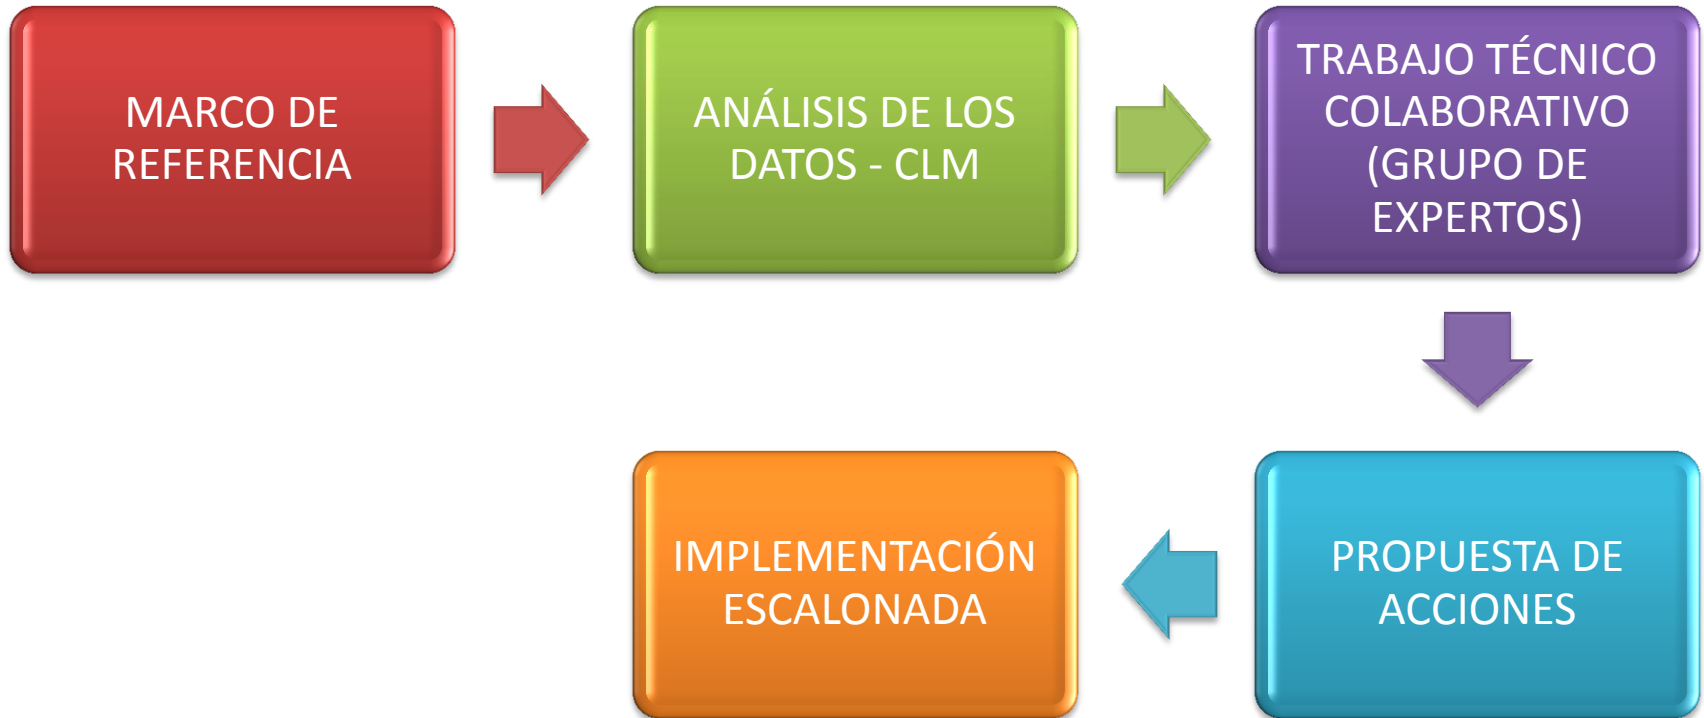 MARCO DE
REFERENCIA
ANÁLISIS DE LOS
DATOS - CLM
TRABAJO TÉCNICO
COLABORATIVO
(GRUPO DE
EXPERTOS)
PROPUESTA DE
ACCIONES
IMPLEMENTACIÓN
ESCALONADA